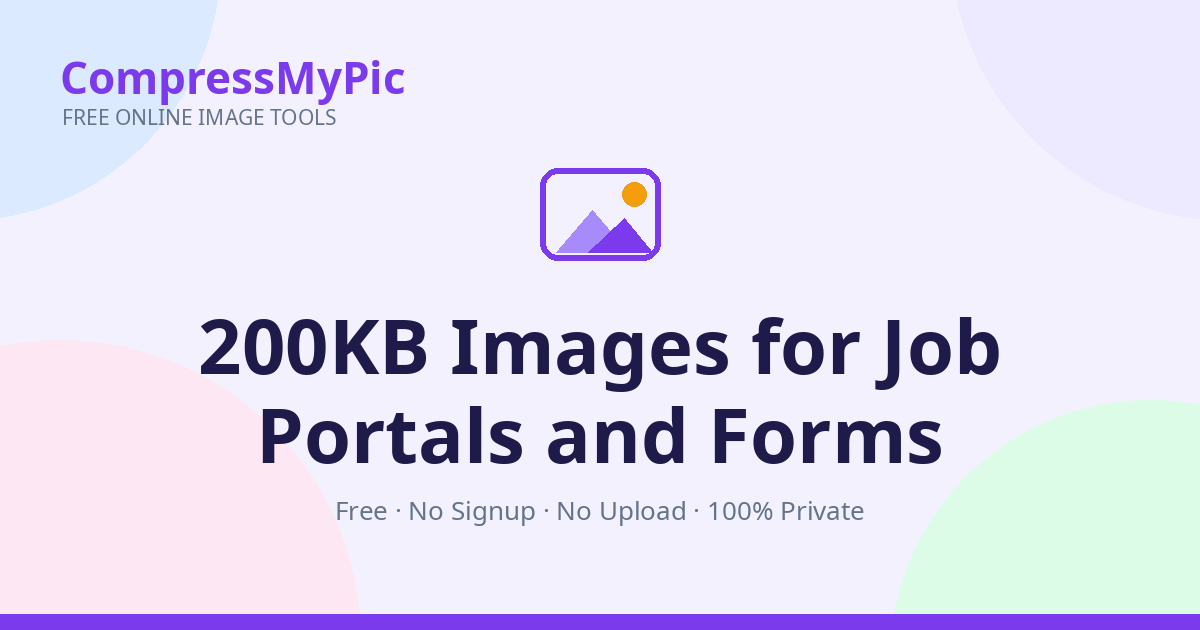 CompressMyPic
FREE ONLINE IMAGE TOOLS
200KB Images for Job
Portals and Forms
Free · No Signup · No Upload · 100% Private